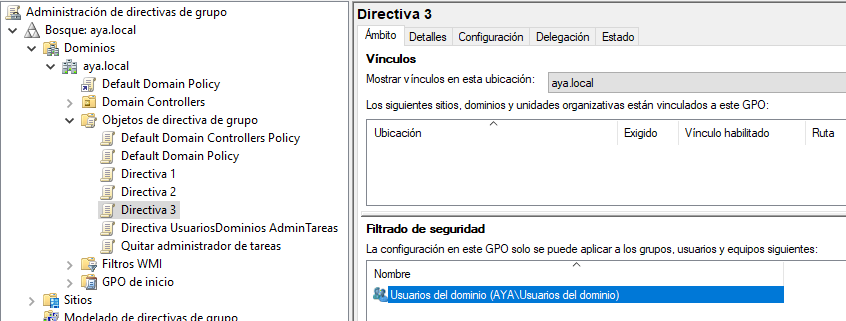 Administración de directivas de grupo
Bosque: aya.local
Dominios
aya.local
Default Domain Policy
Domain Controllers
Objetos de directiva de grupo
Default Domain Controllers Policy
Default Domain Policy
Directiva 1
Directiva 2
Directiva 3
Directiva UsuariosDominios AdminTareas
Quitar administrador de tareas
Filtros WMI
GPO de inicio
Sitios
Modelado de directivas de grupo
Directiva 3
Ámbito Detalles Configuración Delegación Estado
Vínculos
Mostrar vínculos en esta ubicación: aya.local
Los siguientes sitios, dominios y unidades organizativas están vinculados a este GPO:
Ubicación Exigido Vínculo habilitado Ruta
Filtrado de seguridad
La configuración en este GPO solo se puede aplicar a los grupos, usuarios y equipos siguientes:
Nombre
Usuarios del dominio (AYA\Usuarios del dominio)